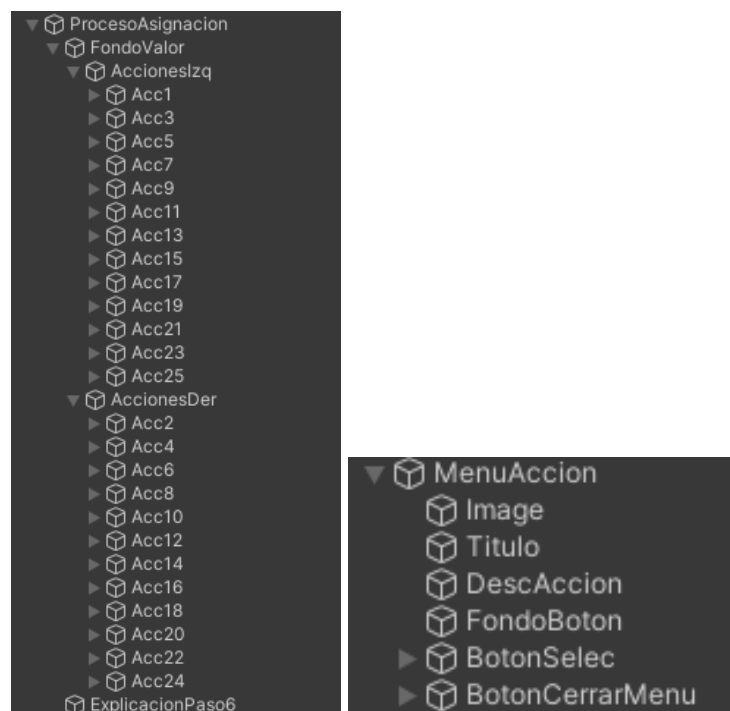 ProcesoAsignacion
FondoValor
AccionesIzq
Acc1
Acc3
Acc5
Acc7
Acc9
Acc11
Acc13
Acc15
Acc17
Acc19
Acc21
Acc23
Acc25
AccionesDer
Acc2
Acc4
Acc6
Acc8
Acc10
Acc12
Acc14
Acc16
Acc18
Acc20
Acc22
Acc24
ExplicacionPaso6
MenuAccion
Image
Titulo
DescAccion
FondoBoton
BotonSelec
BotonCerrarMenu